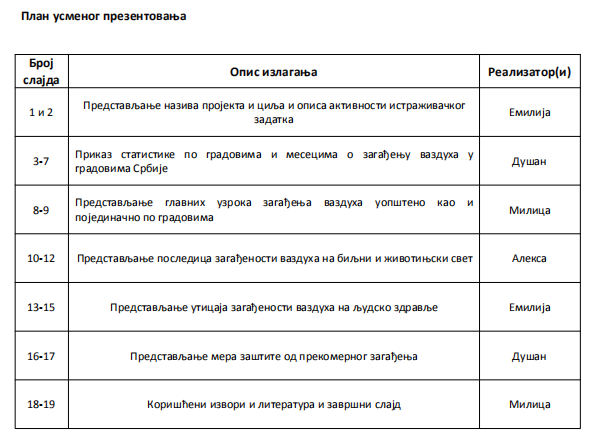 План усменог презентовања
Број
слајда
Опис излагања
Реализатор(и)
1 и 2
Представљање назива пројекта и циља и описа активности истраживачког
задатка
Емилија
3-7
Приказ статистике по градовима и месецима о загађењу ваздуха у
градовима Србије
Душан
8-9
Представљање главних узрока загађења ваздуха уопштено као и
појединачно по градовима
Милица
10-12
Представљање последица загађености ваздуха на биљни и животињски свет
Алекса
13-15
Представљање утицаја загађености ваздуха на људско здравље
Емилија
16-17
Представљање мера заштите од прекомерног загађења
Душан
18-19
Коришћени извори и литература и завршни слајд
Милица